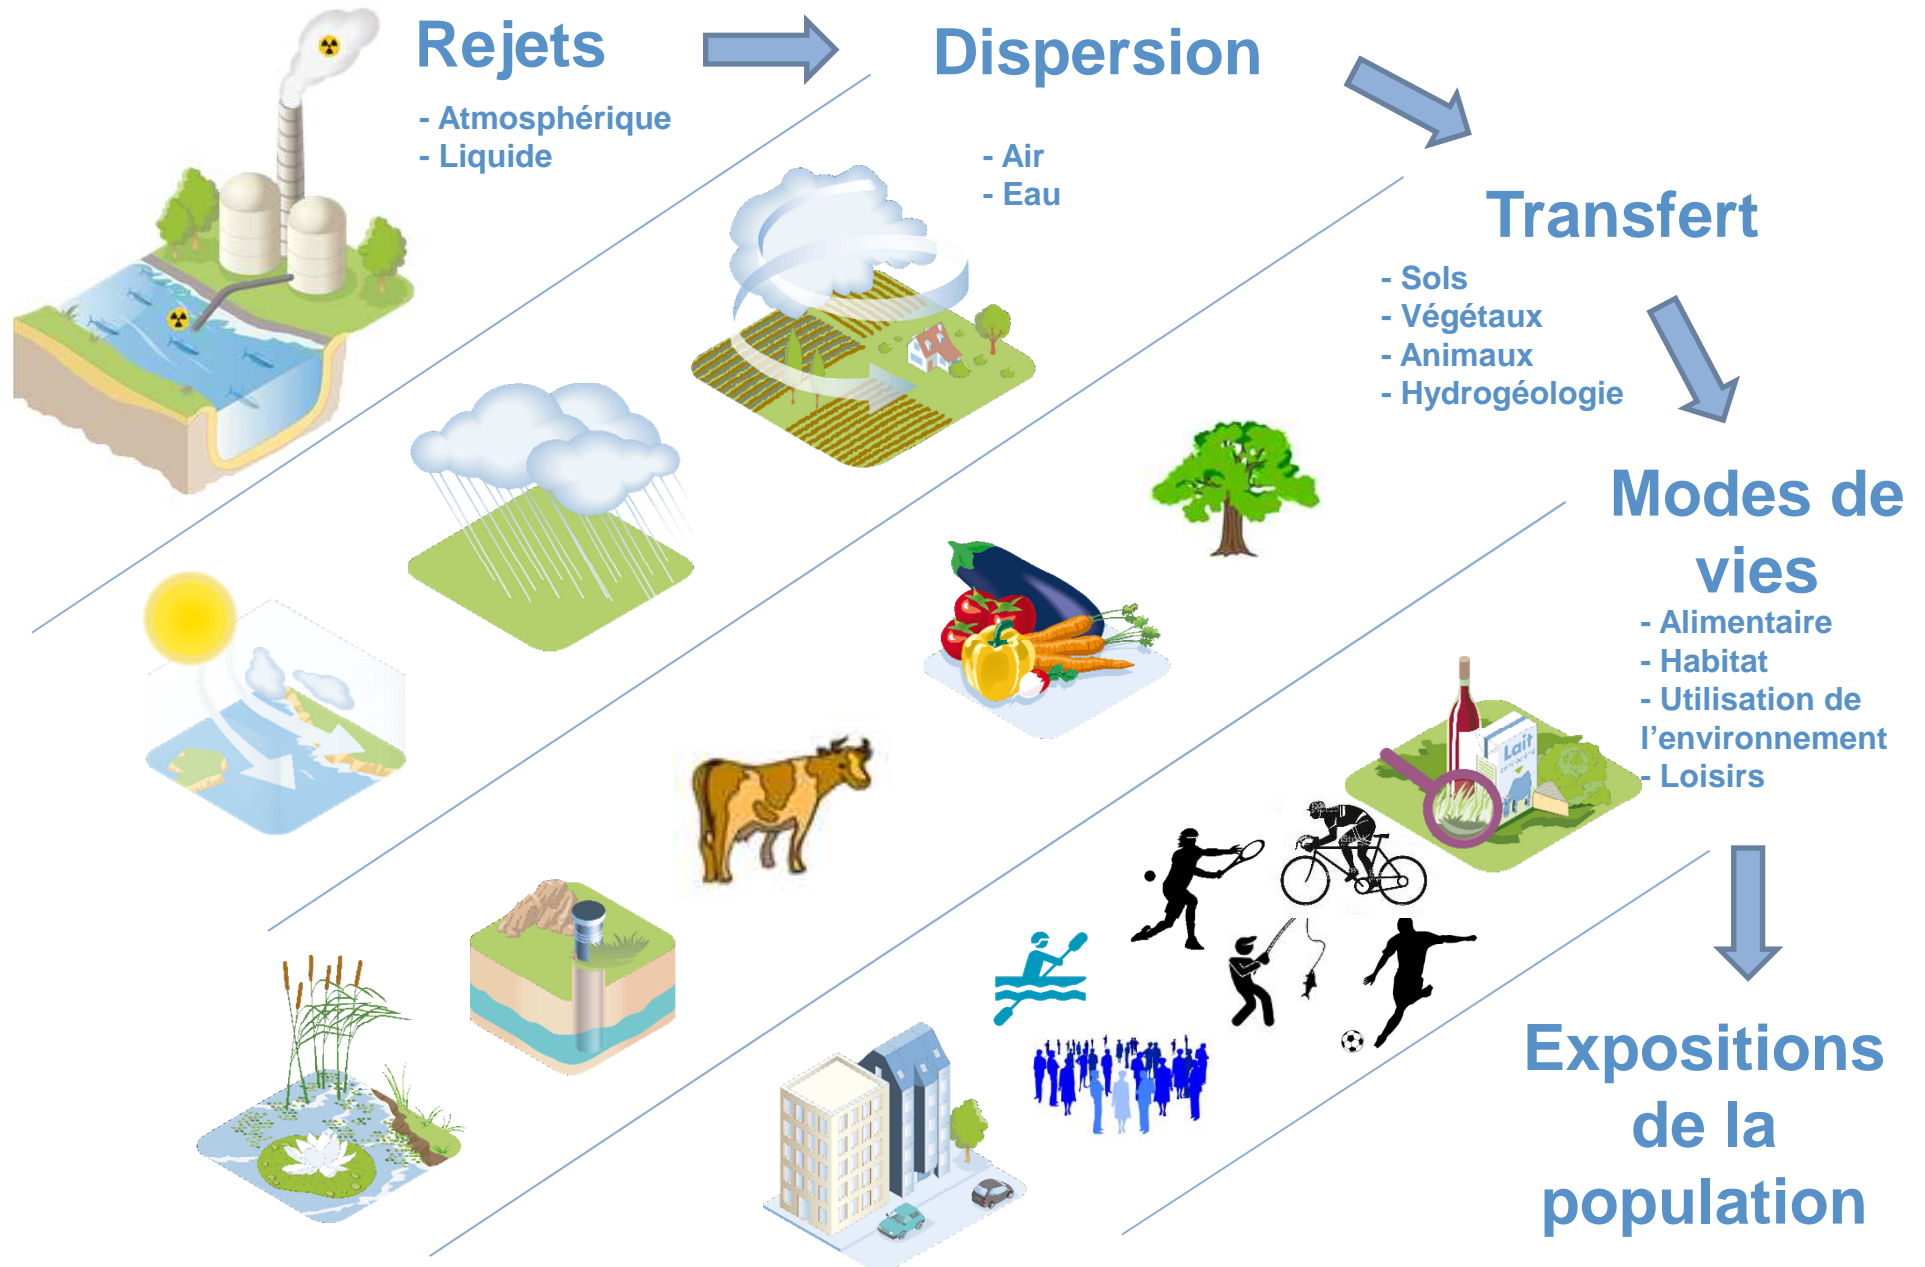 Rejets
- Atmosphérique
- Liquide
Dispersion
- Air
- Eau
Transfert
- Sols
- Végétaux
- Animaux
- Hydrogéologie
Modes de
vies
- Alimentaire
- Habitat
- Utilisation de
l’environnement
- Loisirs
Lait
Expositions
de la
population